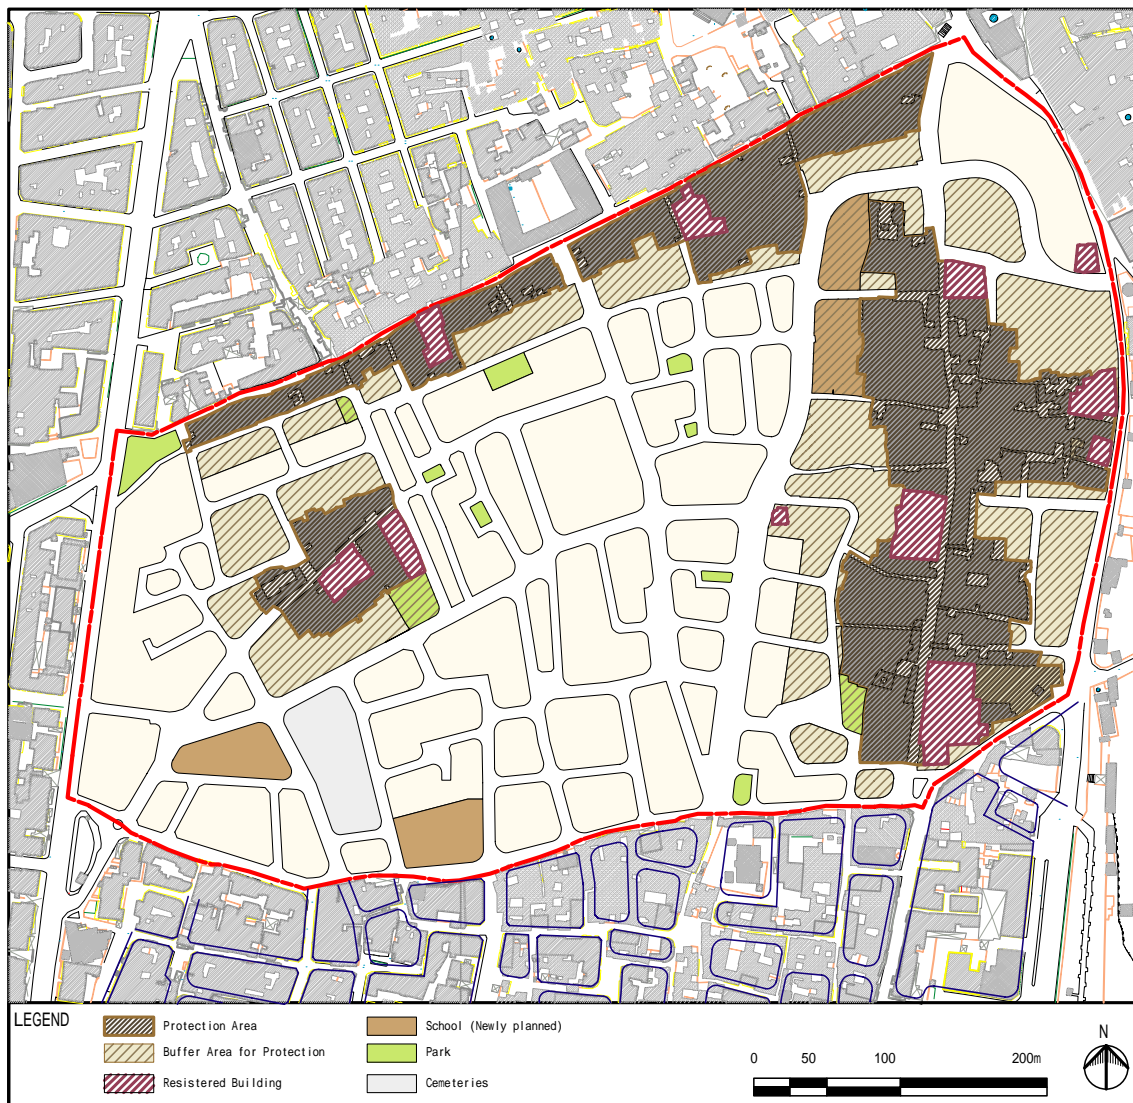 LEGEND
Protection Area
Buffer Area for Protection
Resistered Building
School (Newly planned)
Park
Cemeteries
0 50 100 200m
N